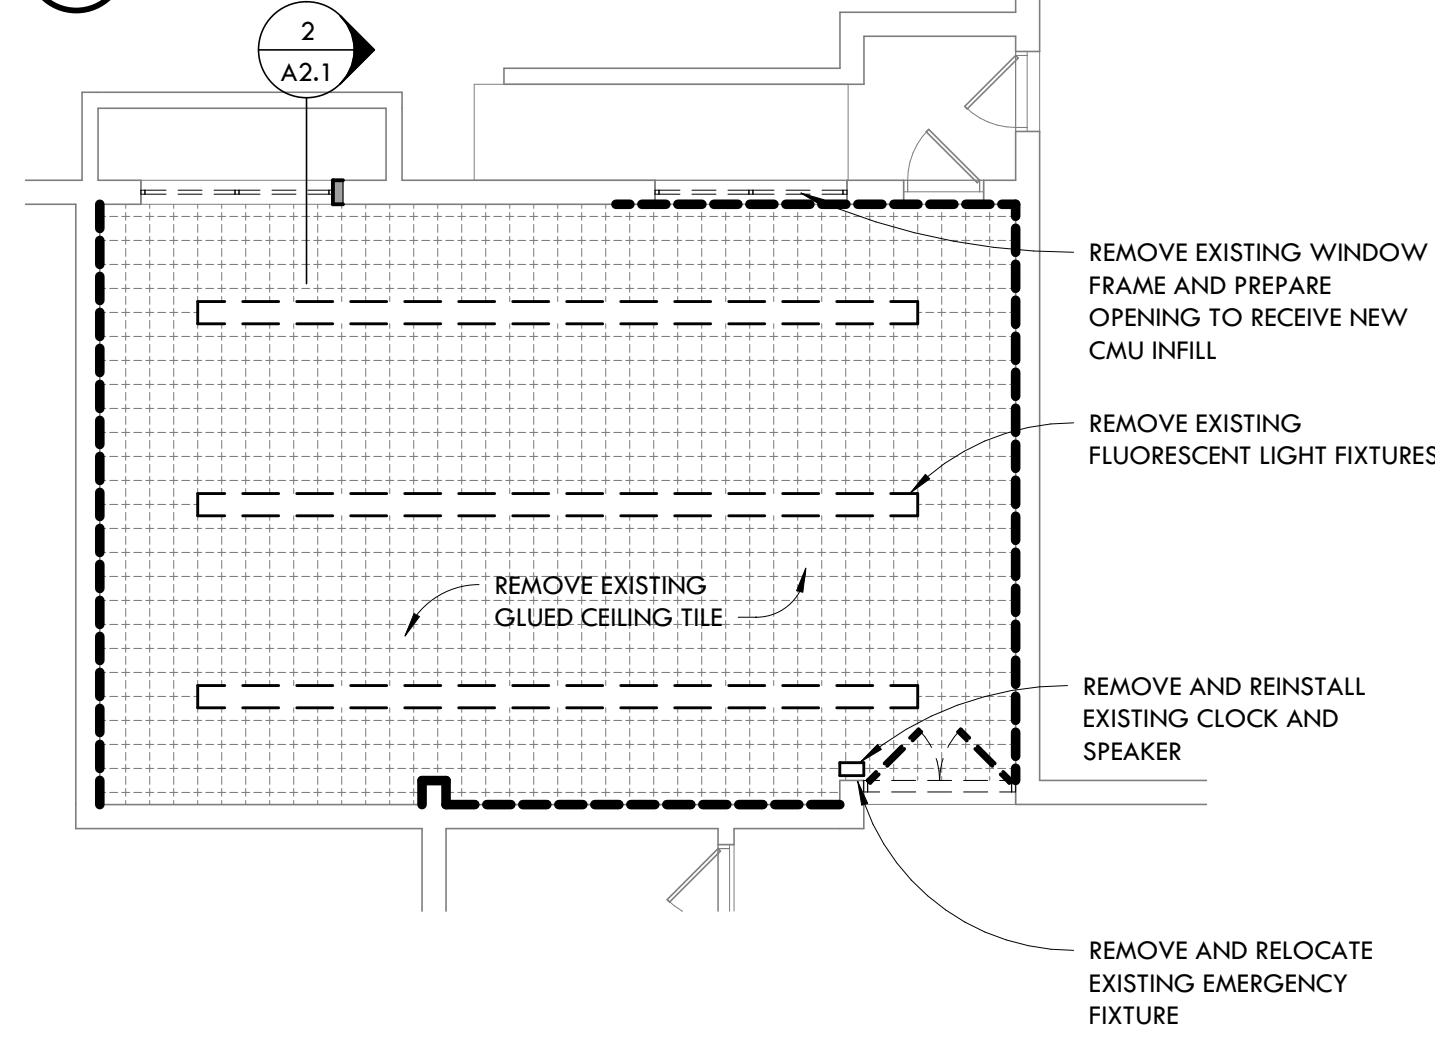 2
A2.1
REMOVE EXISTING WINDOW
FRAME AND PREPARE
OPENING TO RECEIVE NEW
CMU INFILL
REMOVE EXISTING
FLUORESCENT LIGHT FIXTURES
REMOVE EXISTING
GLUED CEILING TILE
REMOVE AND REINSTALL
EXISTING CLOCK AND
SPEAKER
REMOVE AND RELOCATE
EXISTING EMERGENCY
FIXTURE